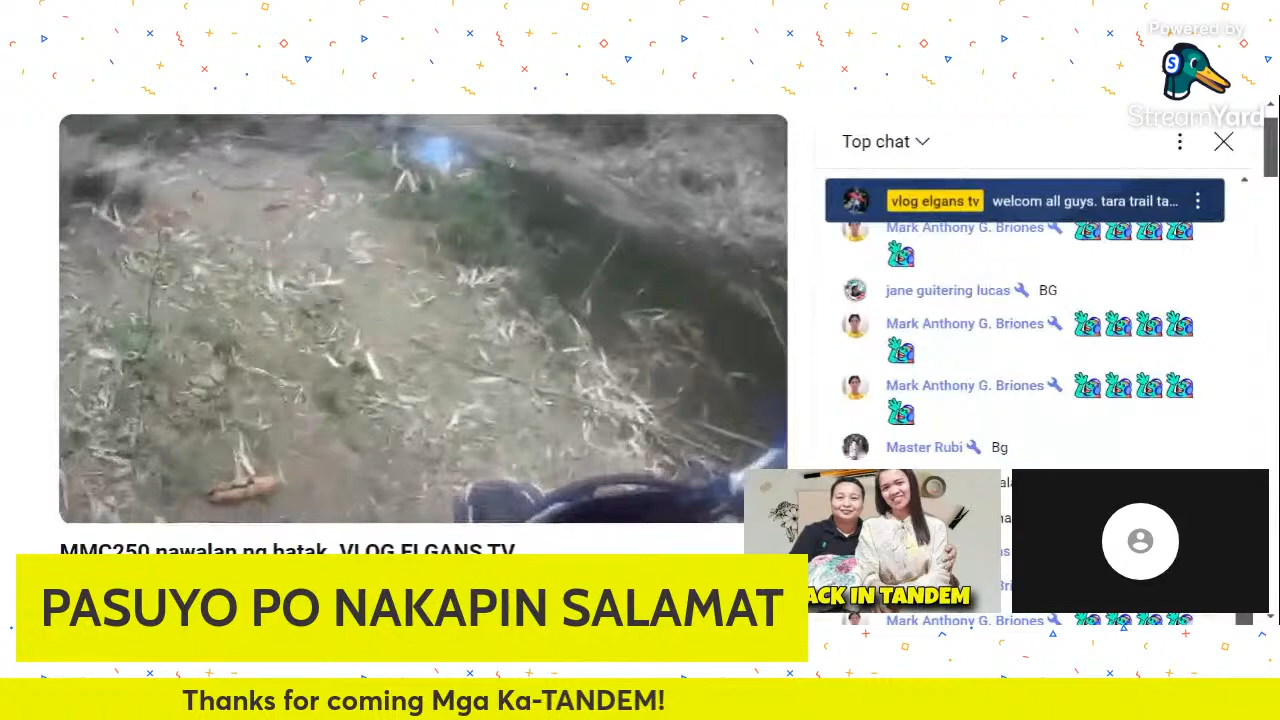 Powered by
StreamYard
Top chat
vlog elgans tv welcom all guys. tara trail ta...
Mark Anthony G. Briones
jane guitering lucas BG
Mark Anthony G. Briones
Mark Anthony G. Briones
Master Rubi Bg
MMC250 nawalan ng hatak. VLOG ELGANS TV
ACK IN TANDEM
PASUYO PO NAKAPIN SALAMAT
Mark Anthony G. Briones
Thanks for coming Mga Ka-TANDEM!